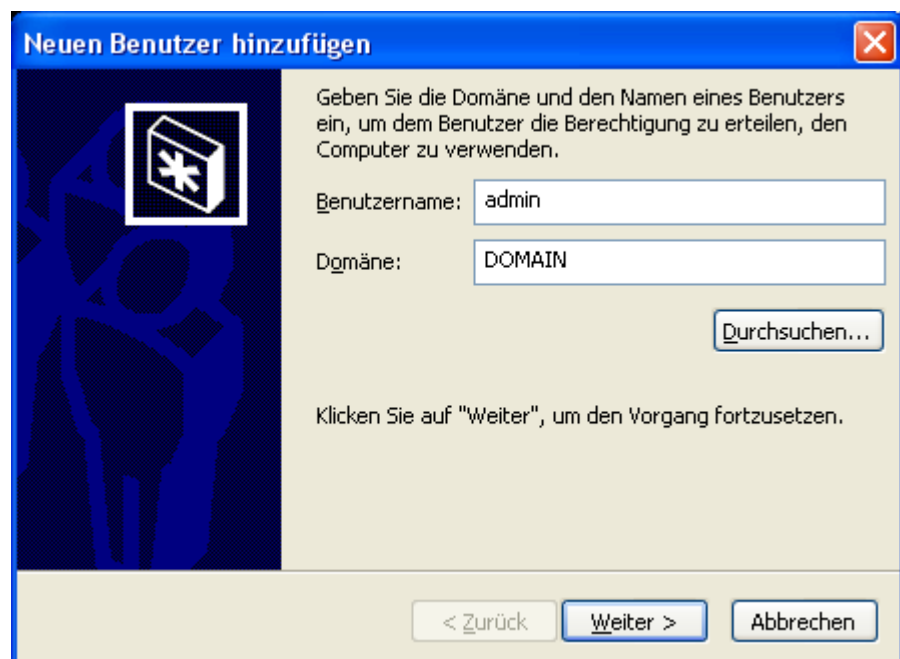 Neuen Benutzer hinzufügen
Geben Sie die Domäne und den Namen eines Benutzers
ein, um dem Benutzer die Berechtigung zu erteilen, den
Computer zu verwenden.
Benutzername: admin
Domäne: DOMAIN
Durchsuchen...
Klicken Sie auf "Weiter", um den Vorgang fortzusetzen.
< Zurück Weiter > Abbrechen